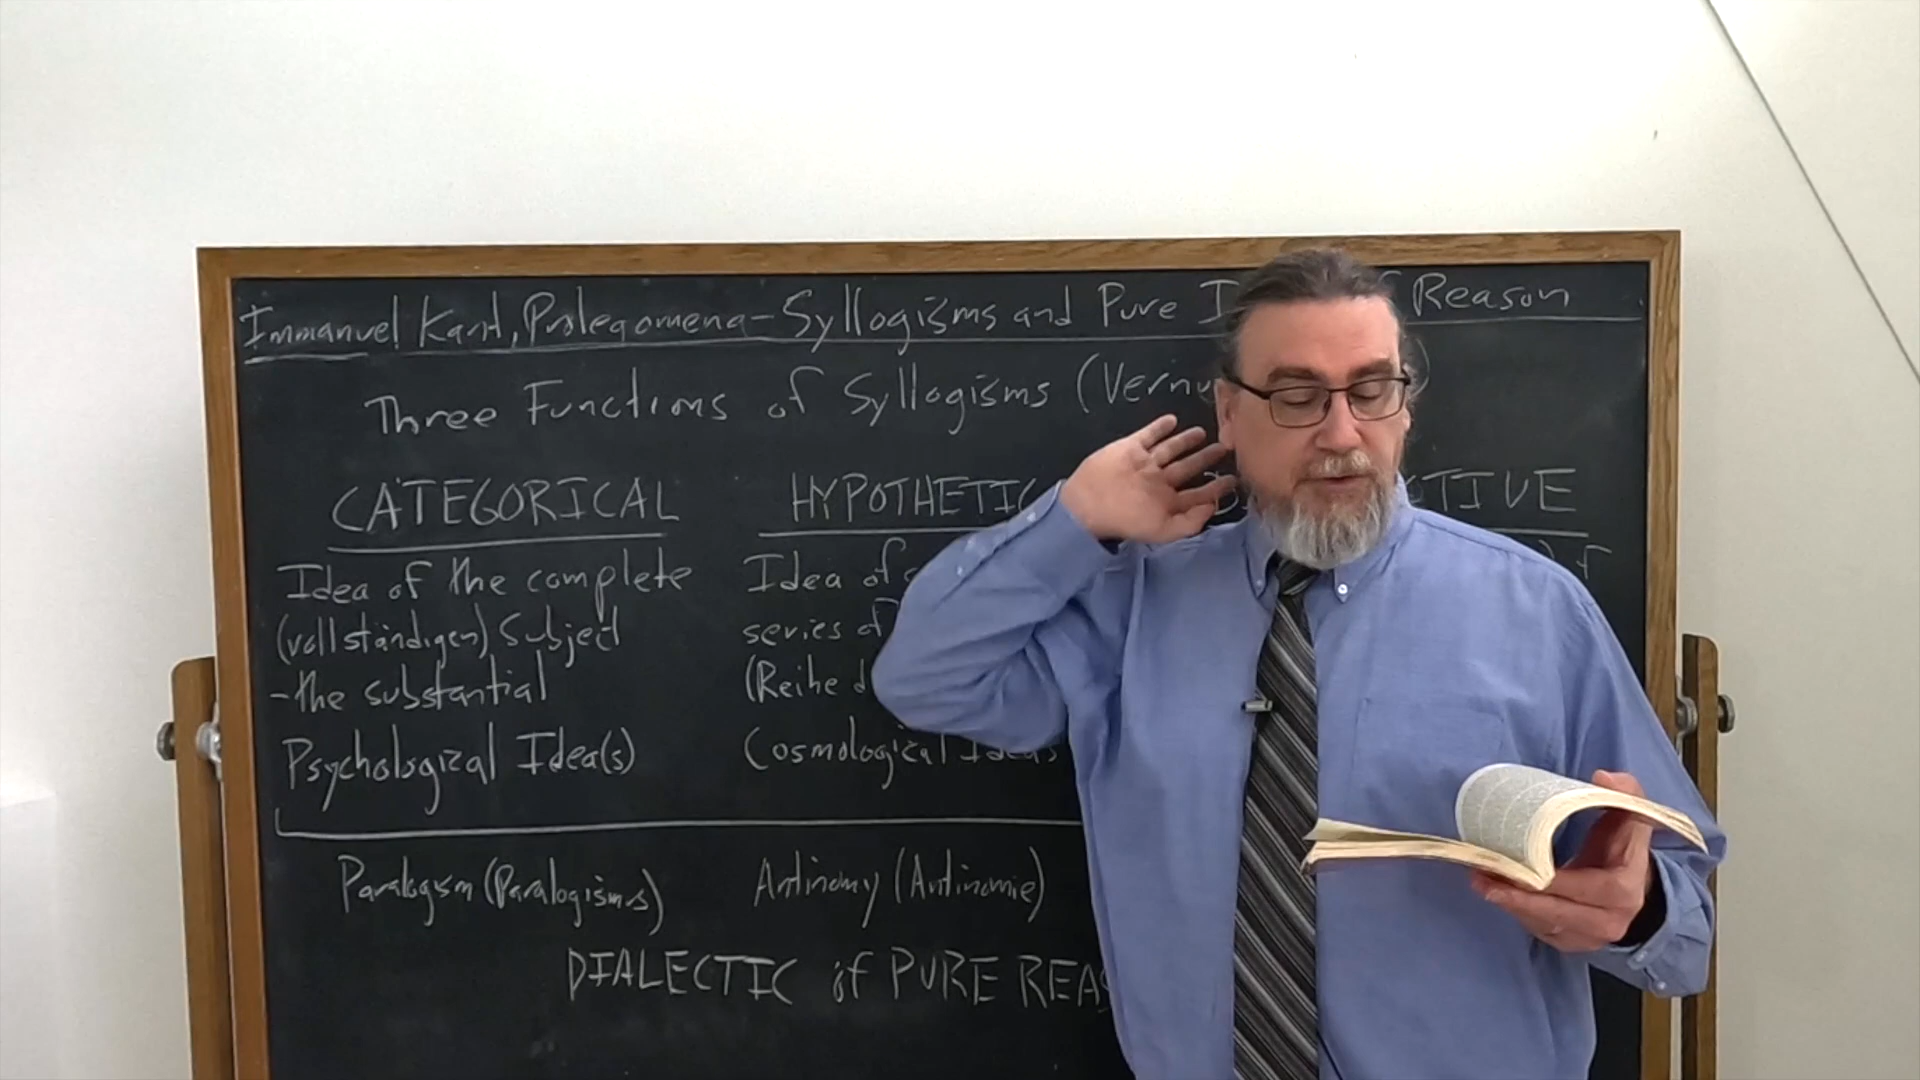 Immanuel Kant, Prolegomena - Syllogisms and Pure Reason
Three Functions of Syllogisms (Vernu
CATEGORICAL HYPOTHETIC TIVE
Idea of the complete Idea of
(vollständigen) Subject series of
- the substantial (Reihe d
Psychological Idea(s) Cosmological Ideas
Paralogism (Paralogismus) Antinomy (Antinomie)
DIALECTIC of PURE REAS